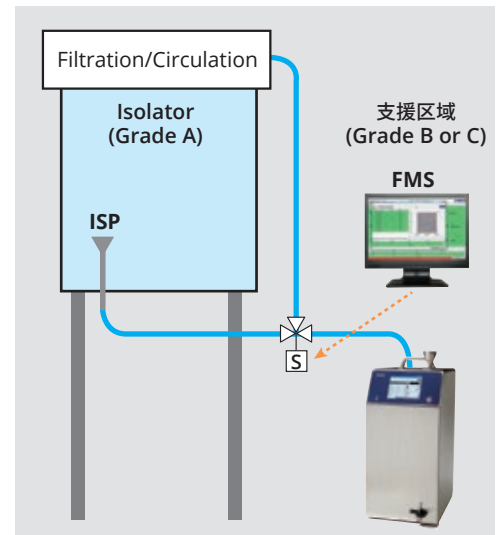 Filtration/Circulation
Isolator
(Grade A)
支援区域
(Grade B or C)
FMS
ISP
S